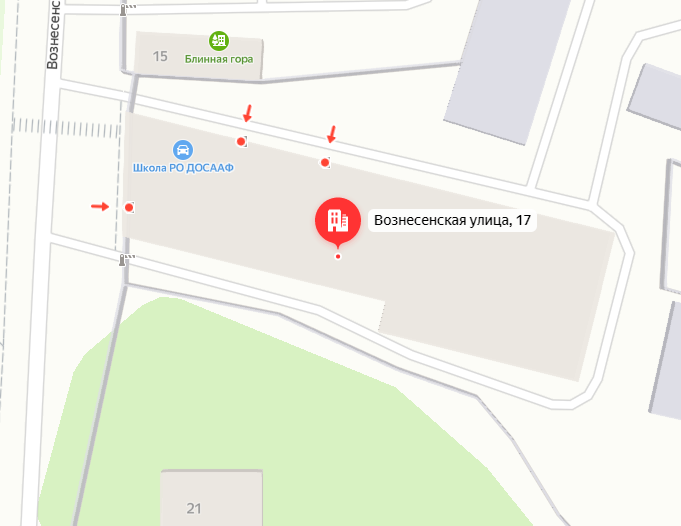 Вознесенс
15
Блинная гора
Школа РО ДОСААФ
Вознесенская улица, 17
21